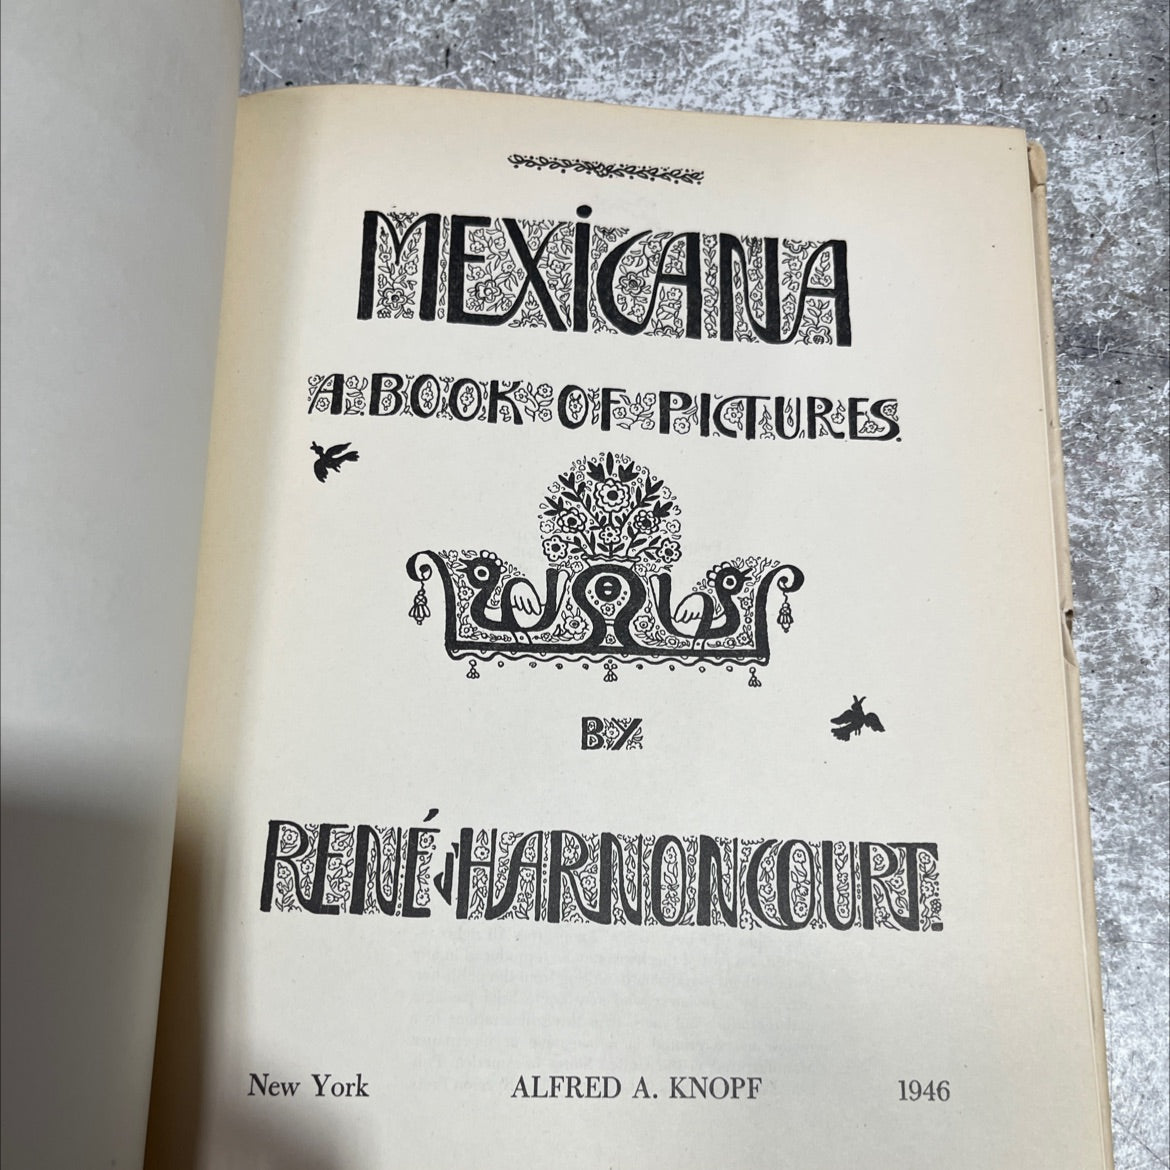 MEXiCANA
A BOOK OF PICTURES
BY
RENÉ d'HARNONCOURT
New York ALFRED A. KNOPF 1946